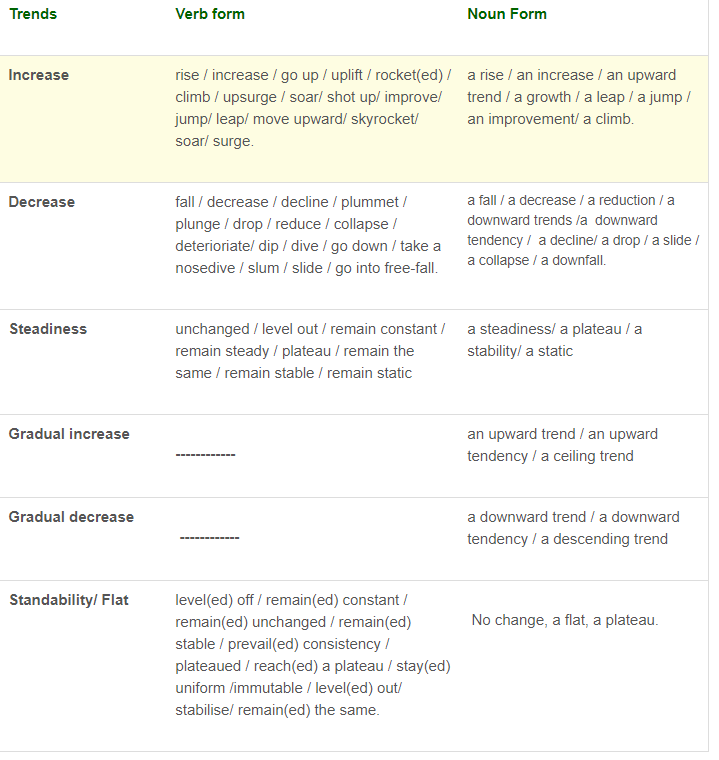 Trends Verb form Noun Form
Increase
rise / increase / go up / uplift / rocket(ed) /
climb / upsurge / soar/ shot up/ improve/
jump/ leap/ move upward/ skyrocket/
soar/ surge.
a rise / an increase / an upward
trend / a growth / a leap / a jump /
an improvement/ a climb.
Decrease
fall / decrease / decline / plummet /
plunge / drop / reduce / collapse /
deterioriate/ dip / dive / go down / take a
nosedive / slum / slide / go into free-fall.
a fall / a decrease / a reduction / a
downward trends /a downward
tendency / a decline/ a drop / a slide /
a collapse / a downfall.
Steadiness
unchanged / level out / remain constant /
remain steady / plateau / remain the
same / remain stable / remain static
a steadiness/ a plateau / a
stability/ a static
Gradual increase
------------
an upward trend / an upward
tendency / a ceiling trend
Gradual decrease
------------
a downward trend / a downward
tendency / a descending trend
Standability/ Flat
level(ed) off / remain(ed) constant /
remain(ed) unchanged / remain(ed)
stable / prevail(ed) consistency /
plateaued / reach(ed) a plateau / stay(ed)
uniform /immutable / level(ed) out/
stabilise/ remain(ed) the same.
No change, a flat, a plateau.